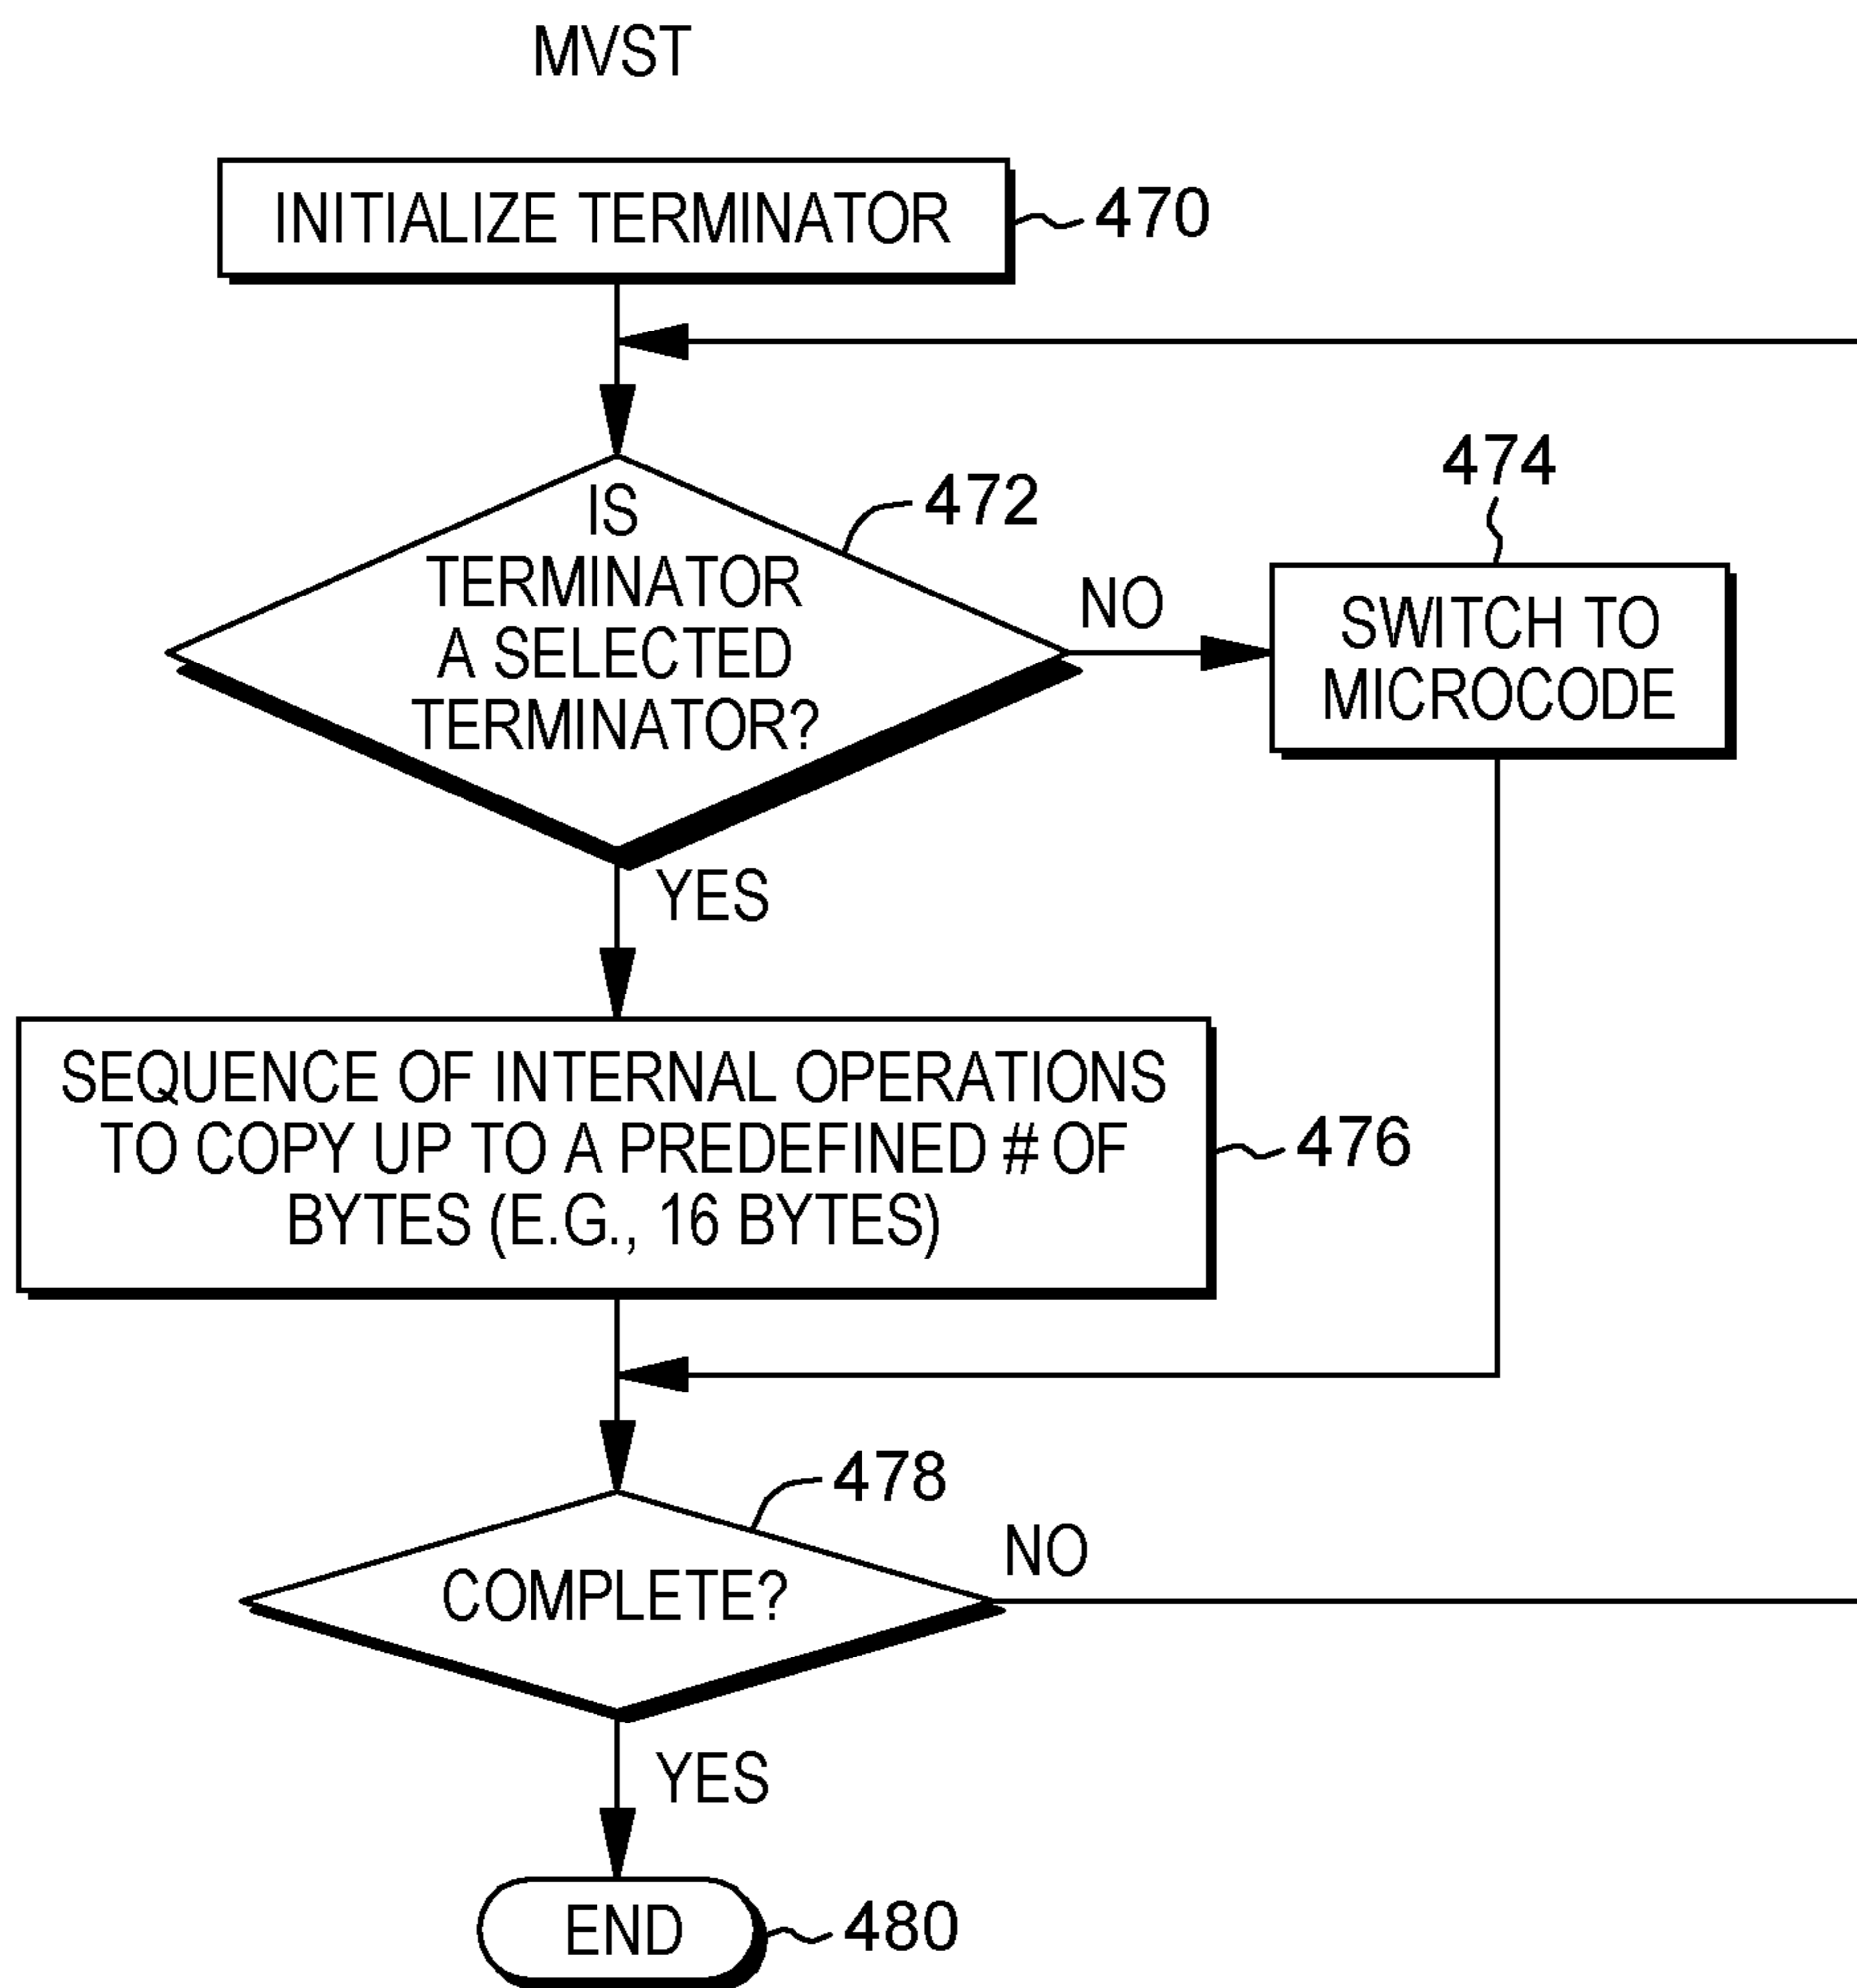 MVST
INITIALIZE TERMINATOR
470
IS
TERMINATOR
A SELECTED
TERMINATOR?
472
NO
474
SWITCH TO
MICROCODE
YES
SEQUENCE OF INTERNAL OPERATIONS
TO COPY UP TO A PREDEFINED # OF
BYTES (E.G., 16 BYTES)
476
478
COMPLETE?
NO
YES
END
480